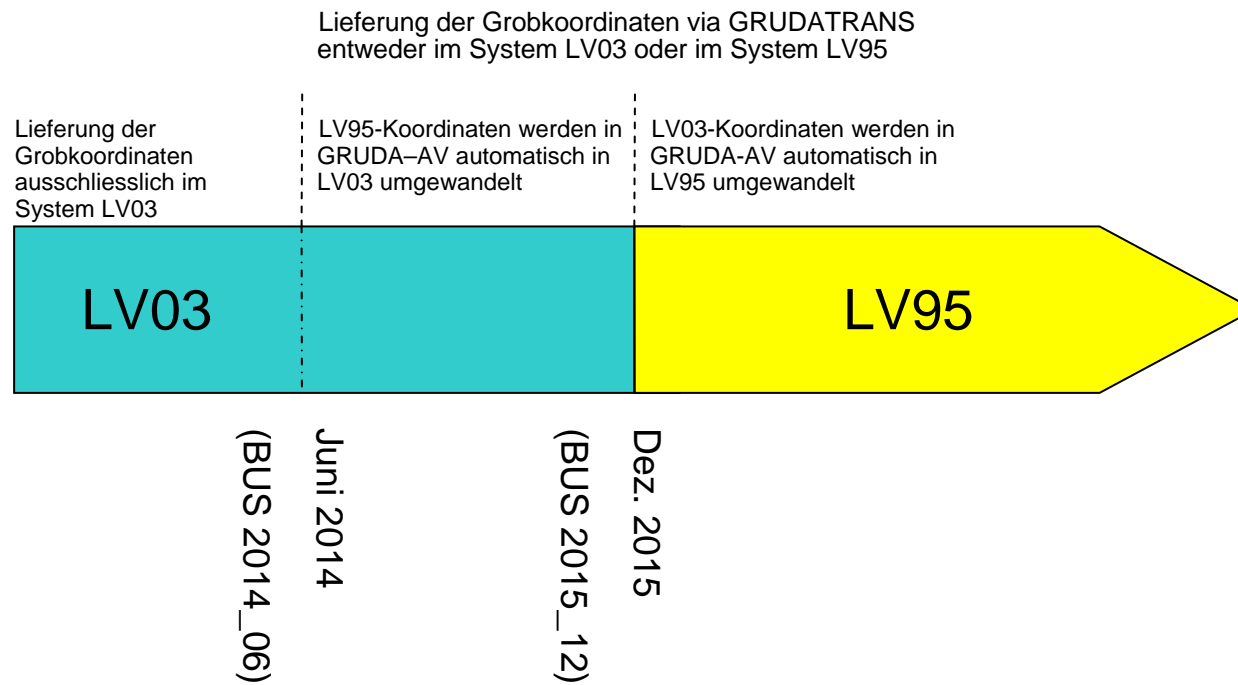 Lieferung der Grobkoordinaten via GRUDATRANS
entweder im System LV03 oder im System LV95
Lieferung der
Grobkoordinaten
ausschliesslich im
System LV03
LV95-Koordinaten werden in
GRUDA–AV automatisch in
LV03 umgewandelt
LV03-Koordinaten werden in
GRUDA-AV automatisch in
LV95 umgewandelt
LV03
LV95
Juni 2014
(BUS 2014_06)
Dez. 2015
(BUS 2015_12)